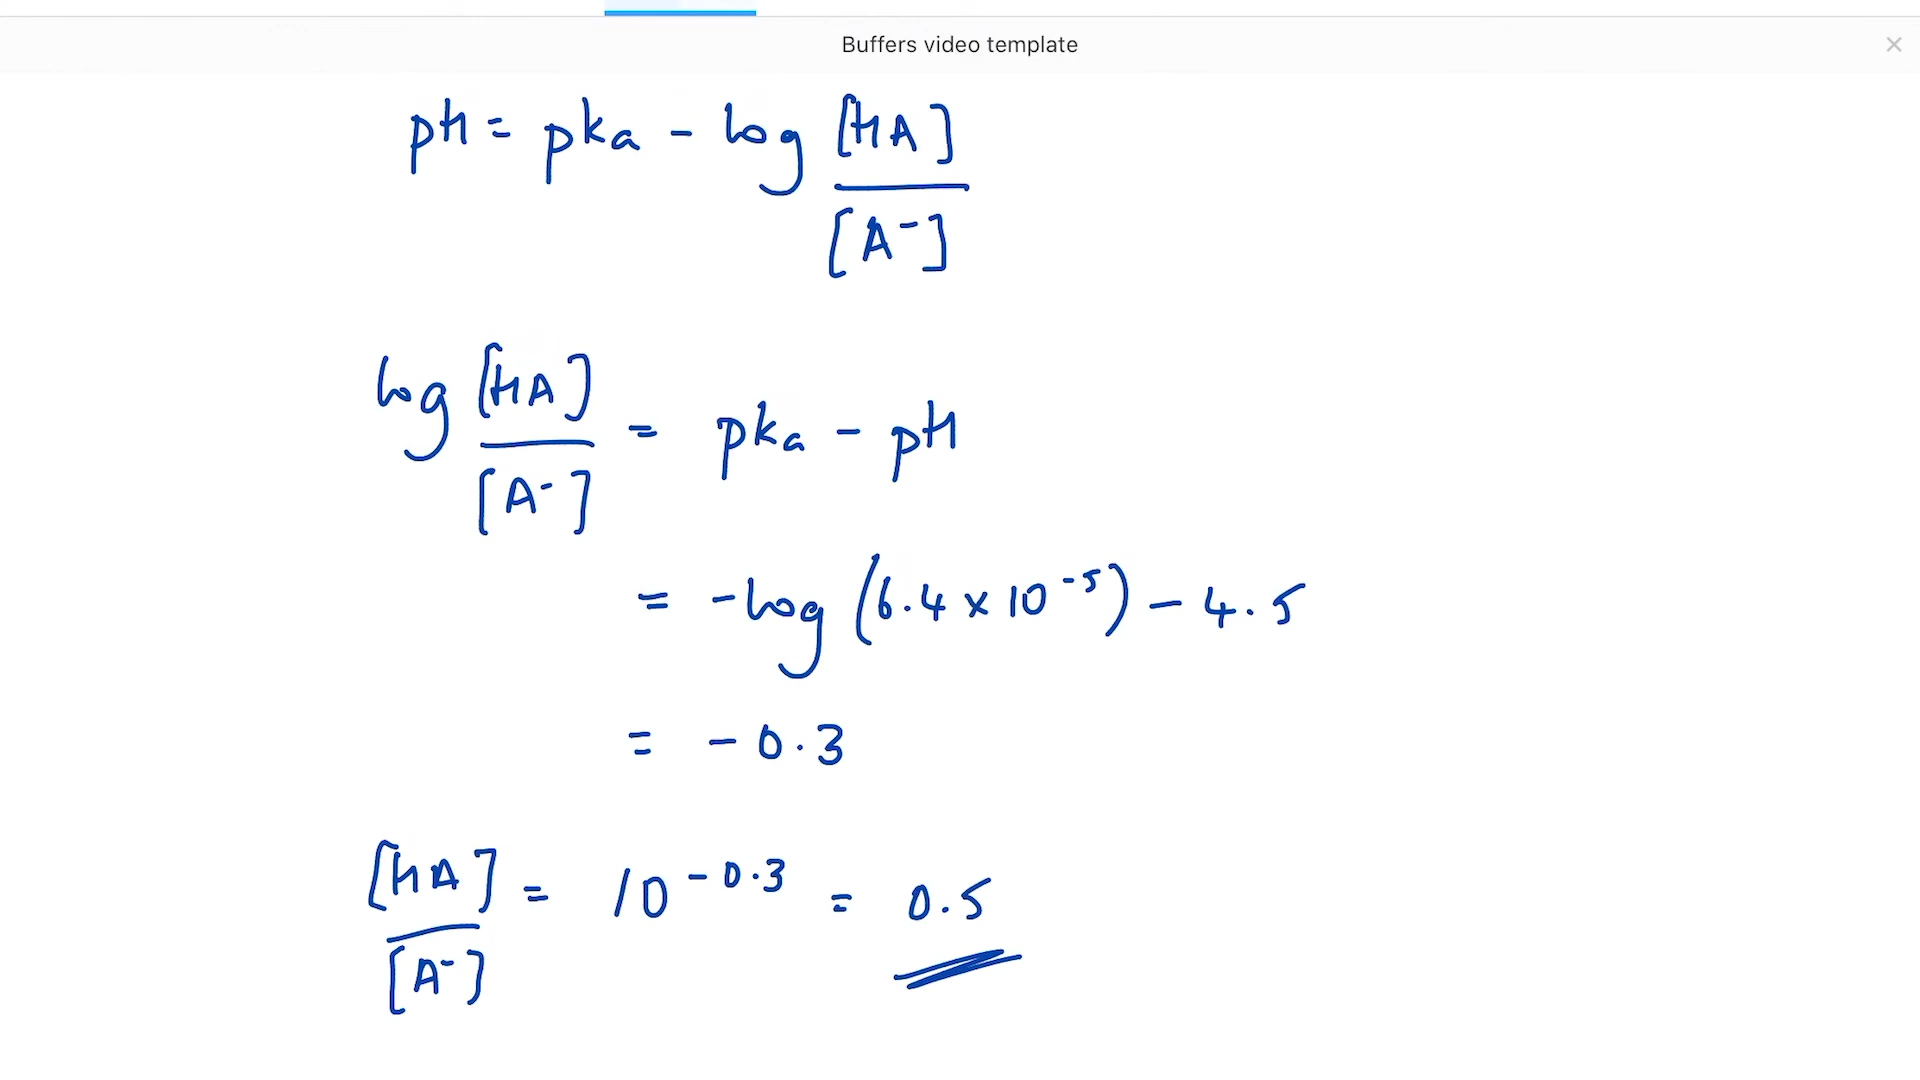 Buffers video template
pH = pka - log [HA]
[A⁻]
log [HA]
[A⁻] = pka - pH
= -log (6.4 x 10⁻⁵) - 4.5
= - 0.3
[HA]
[A⁻] = 10⁻⁰·³ = 0.5